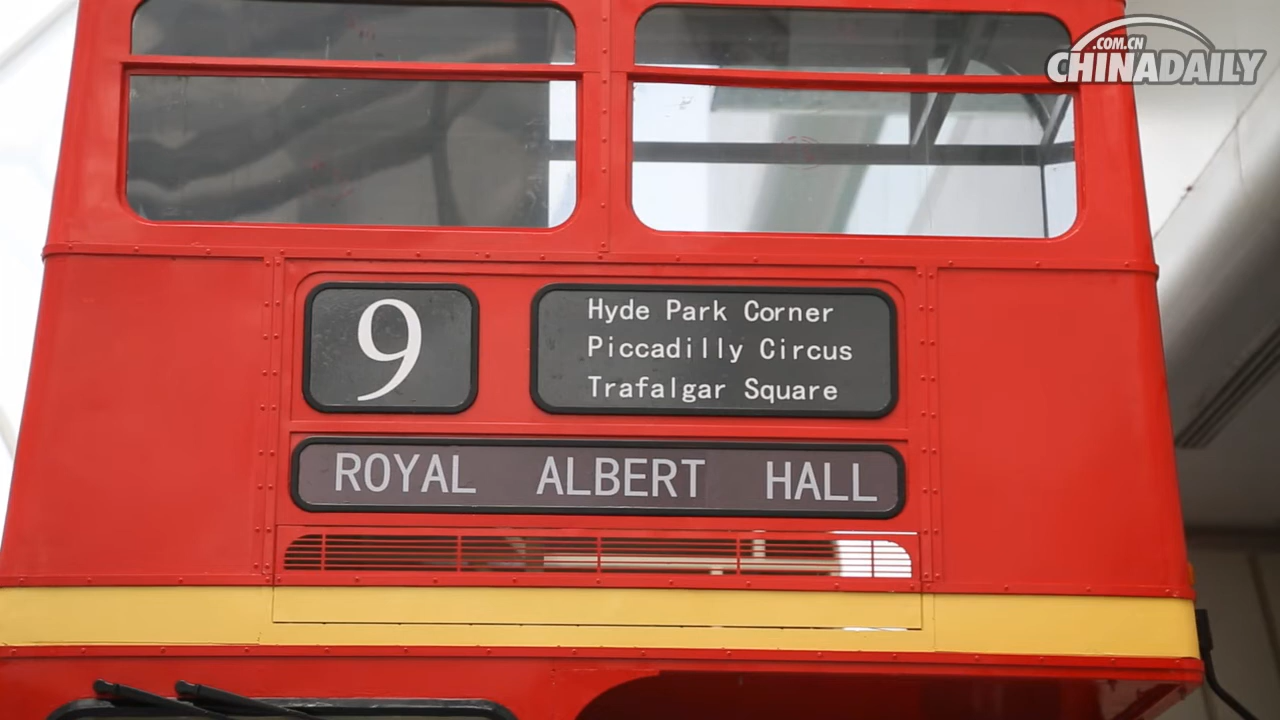 .COM.CN
CHINADAILY
9
Hyde Park Corner
Piccadilly Circus
Trafalgar Square
ROYAL ALBERT HALL